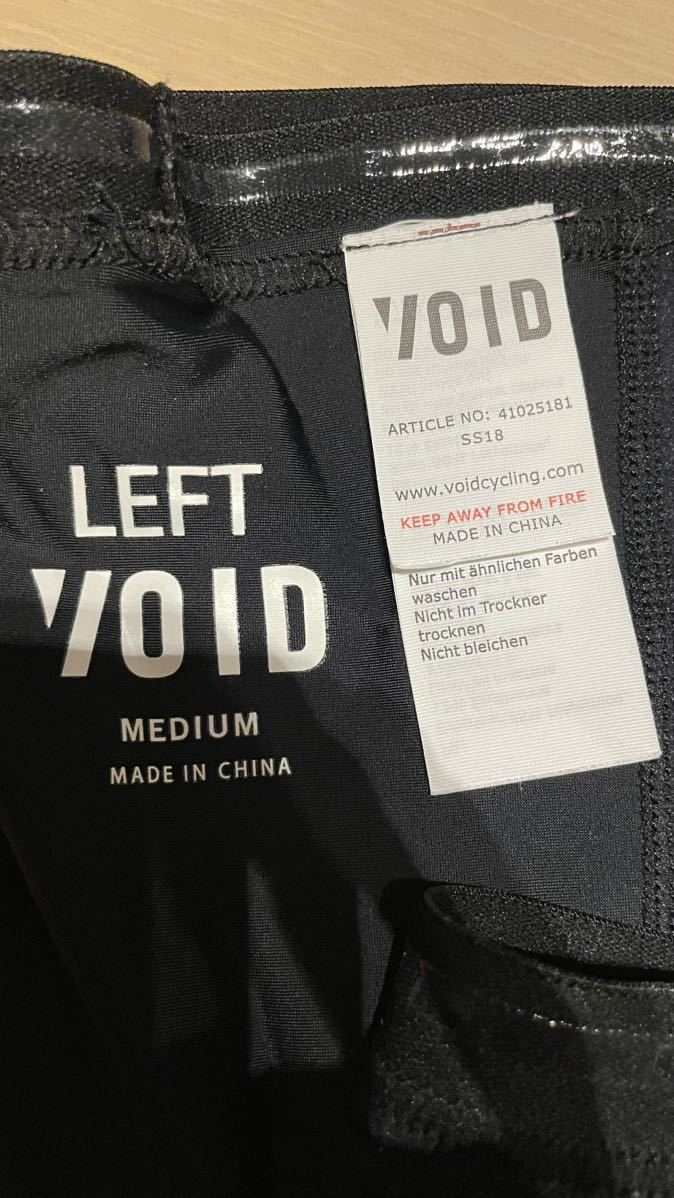 LEFT
VOID
MEDIUM
MADE IN CHINA
VOID
ARTICLE NO: 41025181
SS18
www.voidcycling.com
KEEP AWAY FROM FIRE
MADE IN CHINA
Nur mit ähnlichen Farben
waschen
Nicht im Trockner
trocknen
Nicht bleichen